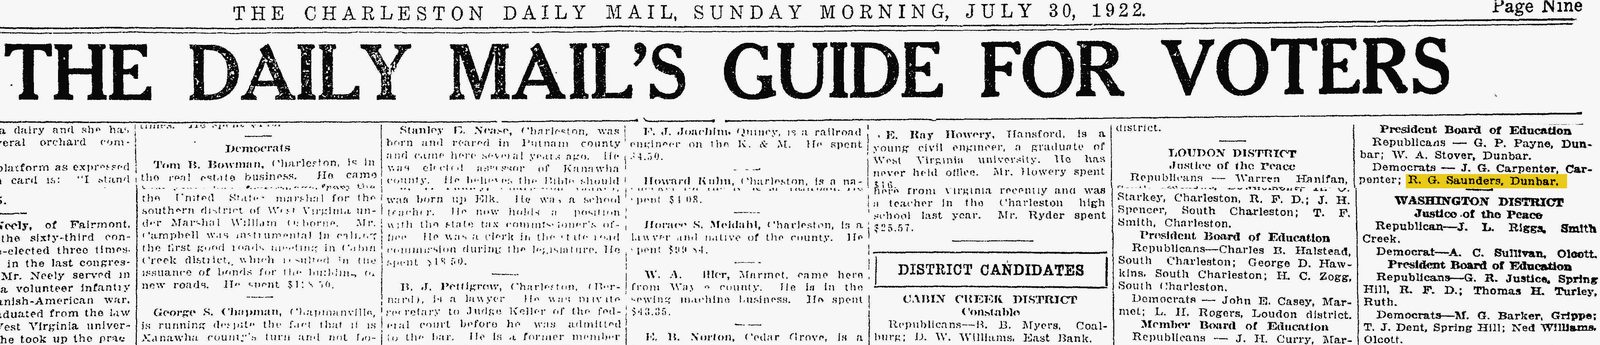 THE CHARLESTON DAILY MAIL, SUNDAY MORNING, JULY 30, 1922.
Page Nine
THE DAILY MAIL'S GUIDE FOR VOTERS
a dairy and she has
eral orchard com-
platform as expressed
card is: "I stand
Neely, of Fairmont,
the sixty-third con-
-elected three times.
in the last congres-
Mr. Neely served in
a volunteer infantry
anish-American war.
duated from the law
West Virginia univer-
he took up the prac
Democrats
Tom B. Bowman, Charleston, is in
the real estate business. He came
the United States marshal for the
southern district of West Virginia un-
der Marshal William Osborne. Mr.
Campbell was instrumental in calling
the first good roads meeting in Cabin
Creek district, which resulted in the
issuance of bonds for the building of
new roads. He spent
George S. Chapman, Chapmanville,
is running despite the fact that it is
Kanawha county's turn and not Lo-
Stanley E. Nease, Charleston, was
born and reared in Putnam county
and came here several years ago. He
was elected assessor of Kanawha
county. He believes the Bible should
was born up Elk. He was a school
teacher. He now holds a position
with the state tax commissioner's of-
fice. He was a clerk in the state road
commission during the legislature. He
spent $18.50.
B. J. Pettigrew, Charleston, (Ber-
nard), is a lawyer. He was private
secretary to Judge Keller of the fed-
eral court before he was admitted
to the bar. He is a former member
F. J. Joachim Quincy, is a railroad
engineer on the K. & M. He spent
$4.50.
Howard Kuhn, Charleston, is a na-
spent $4.08.
Horace S. Meldahl, Charleston, is a
lawyer and native of the county. He
spent
W. A. Marmet, came here
from Wayne county. He is in the
sewing machine business. He spent
$43.35.
E. B. Norton, Cedar Grove, is a
E. Ray Howery, Hansford, is a
young civil engineer, a graduate of
West Virginia university. He has
never held office. Mr. Howery spent
$16.
here from Virginia recently and was
a teacher in the Charleston high
school last year. Mr. Ryder spent
$25.57.
DISTRICT CANDIDATES
CABIN CREEK DISTRICT
Constable
Republicans—B. B. Myers, Coal-
burg; D. W. Williams, East Bank.
district.
LOUDON DISTRICT
Justice of the Peace
Republicans — Warren Hanifan,
Starkey, Charleston, R. F. D.; J. H.
Spencer, South Charleston; T. F.
Smith, Charleston.
President Board of Education
Republicans—Charles B. Halstead,
South Charleston; George D. Haw-
kins, South Charleston; H. C. Zogg,
South Charleston.
Democrats — John E. Casey, Mar-
met; L. H. Rogers, Loudon district.
Member Board of Education
Republicans — J. H. Curry, Mar-
President Board of Education
Republicans — G. P. Payne, Dun-
bar; W. A. Stover, Dunbar.
Democrats — J. G. Carpenter, Car-
penter; R. G. Saunders, Dunbar.
WASHINGTON DISTRICT
Justice of the Peace
Republican—J. L. Riggs, Smith
Creek.
Democrat—A. C. Sullivan, Olcott.
President Board of Education
Republicans—G. R. Justice, Spring
Hill, R. F. D.; Thomas H. Turley,
Ruth.
Democrats—M. G. Barker, Grippe;
T. J. Dent, Spring Hill; Ned Williams,
Olcott.